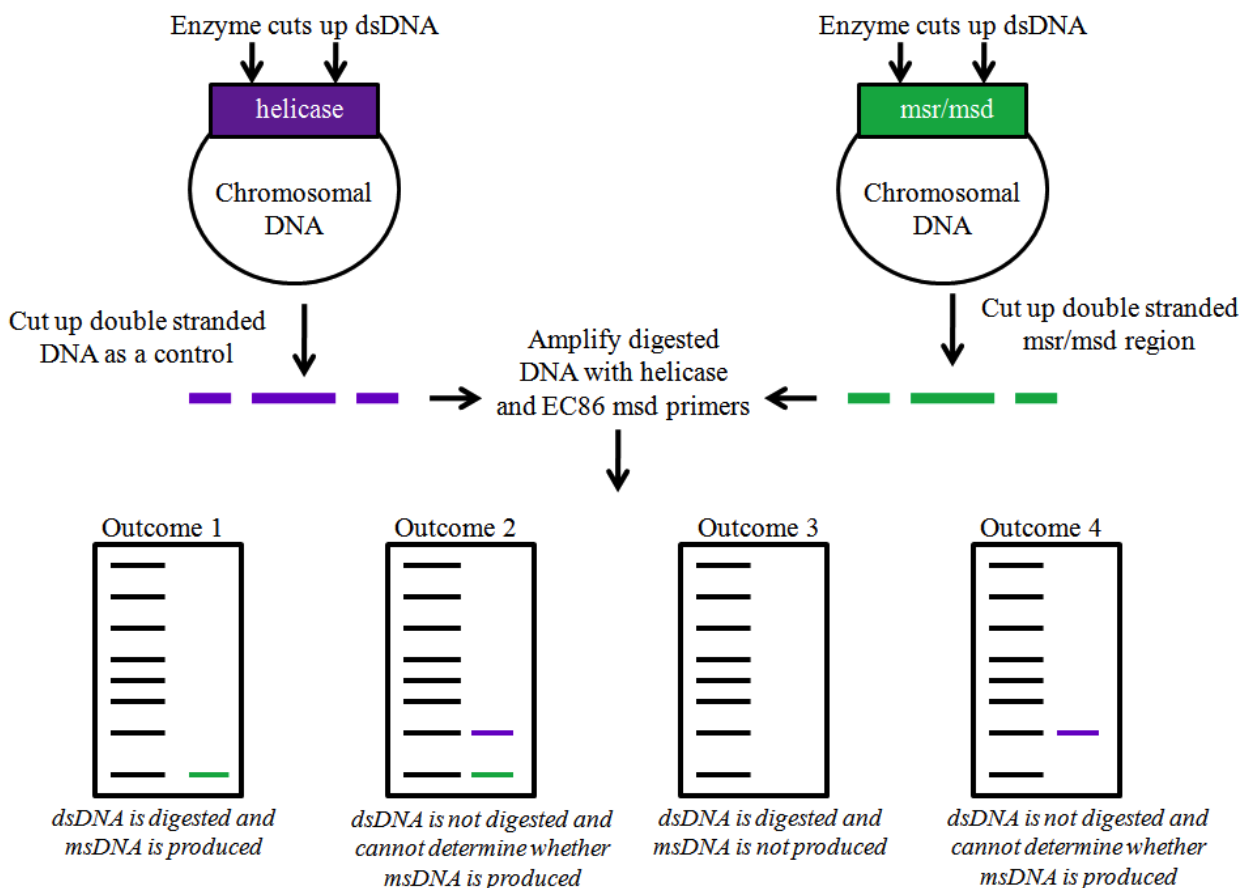 Enzyme cuts up dsDNA
Enzyme cuts up dsDNA
helicase
msr/msd
Chromosomal
DNA
Chromosomal
DNA
Cut up double stranded
DNA as a control
Cut up double stranded
msr/msd region
Amplify digested
DNA with helicase
and EC86 msd primers
Outcome 1
Outcome 2
Outcome 3
Outcome 4
dsDNA is digested and
msDNA is produced
dsDNA is not digested and
cannot determine whether
msDNA is produced
dsDNA is digested and
msDNA is not produced
dsDNA is not digested and
cannot determine whether
msDNA is produced